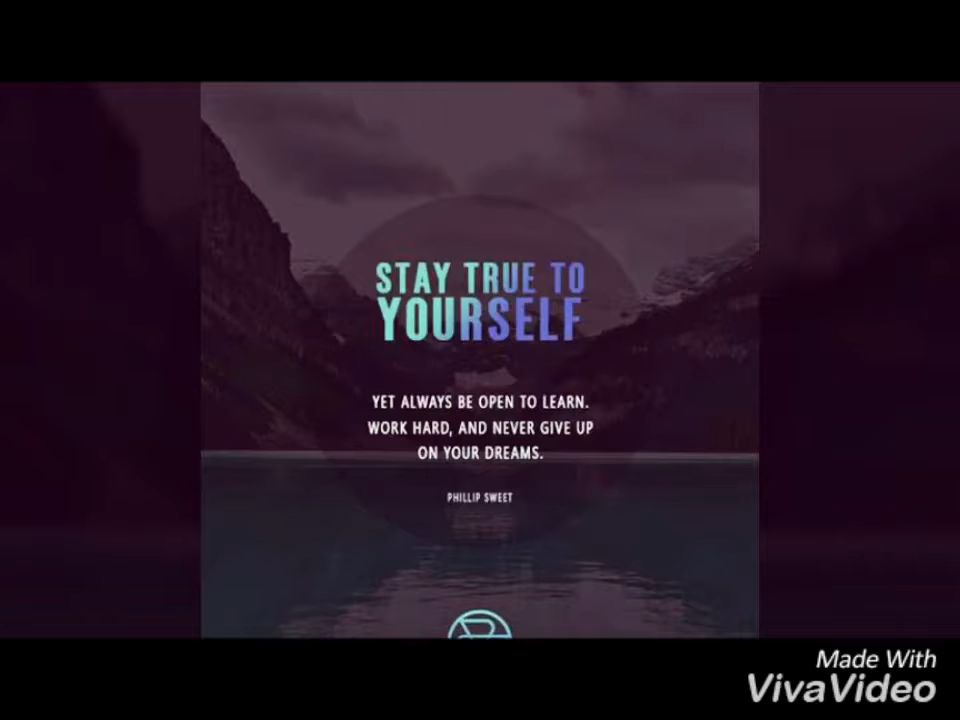 STAY TRUE TO
YOURSELF
YET ALWAYS BE OPEN TO LEARN.
WORK HARD, AND NEVER GIVE UP
ON YOUR DREAMS.
PHILLIP SWEET
Made With
VivaVideo